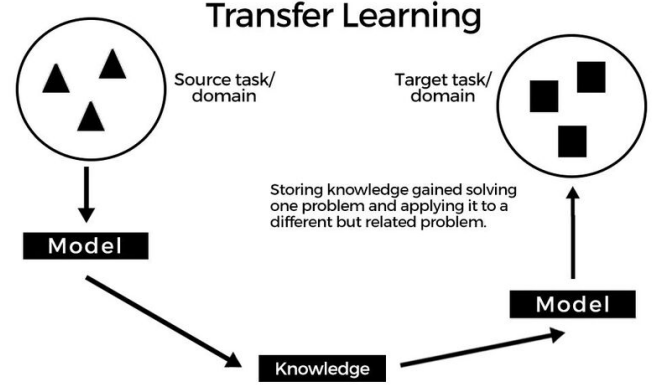 Transfer Learning
Source task/
domain
Target task/
domain
Storing knowledge gained solving
one problem and applying it to a
different but related problem.
Model
Model
Knowledge